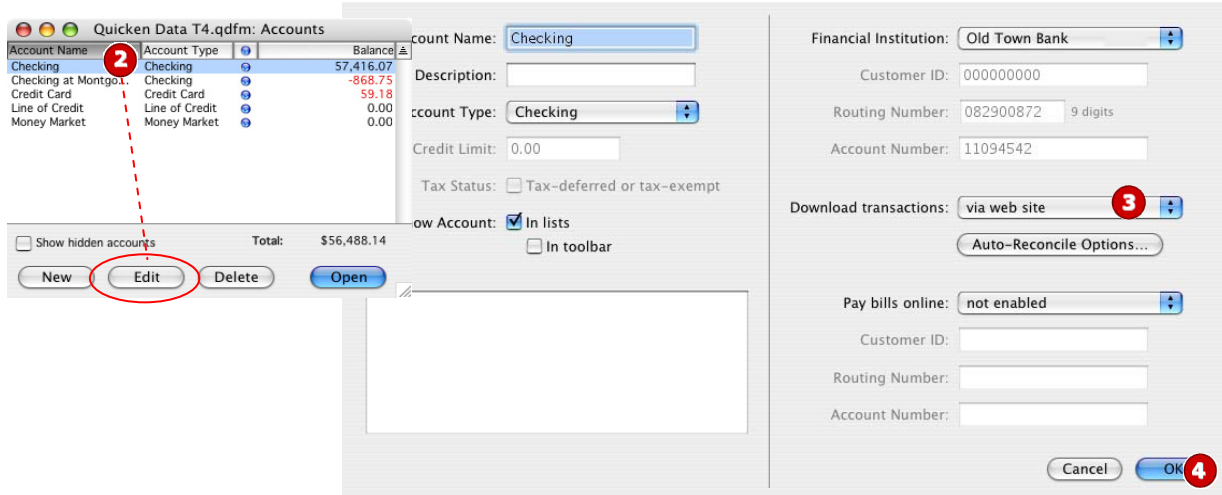 Quicken Data T4.qdfm: Accounts
Account Name Account Type Balance
2
Checking Checking 57,416.07
Checking at Montgo... Checking -868.75
Credit Card Credit Card 59.18
Line of Credit Line of Credit 0.00
Money Market Money Market 0.00
Show hidden accounts Total: $56,488.14
New Edit Delete Open
count Name: Checking
Description:
ccount Type: Checking
Credit Limit: 0.00
Tax Status: Tax-deferred or tax-exempt
ow Account: In lists
In toolbar
Financial Institution: Old Town Bank
Customer ID: 000000000
Routing Number: 082900872 9 digits
Account Number: 11094542
Download transactions: via web site 3
Auto-Reconcile Options...
Pay bills online: not enabled
Customer ID:
Routing Number:
Account Number:
Cancel OK 4